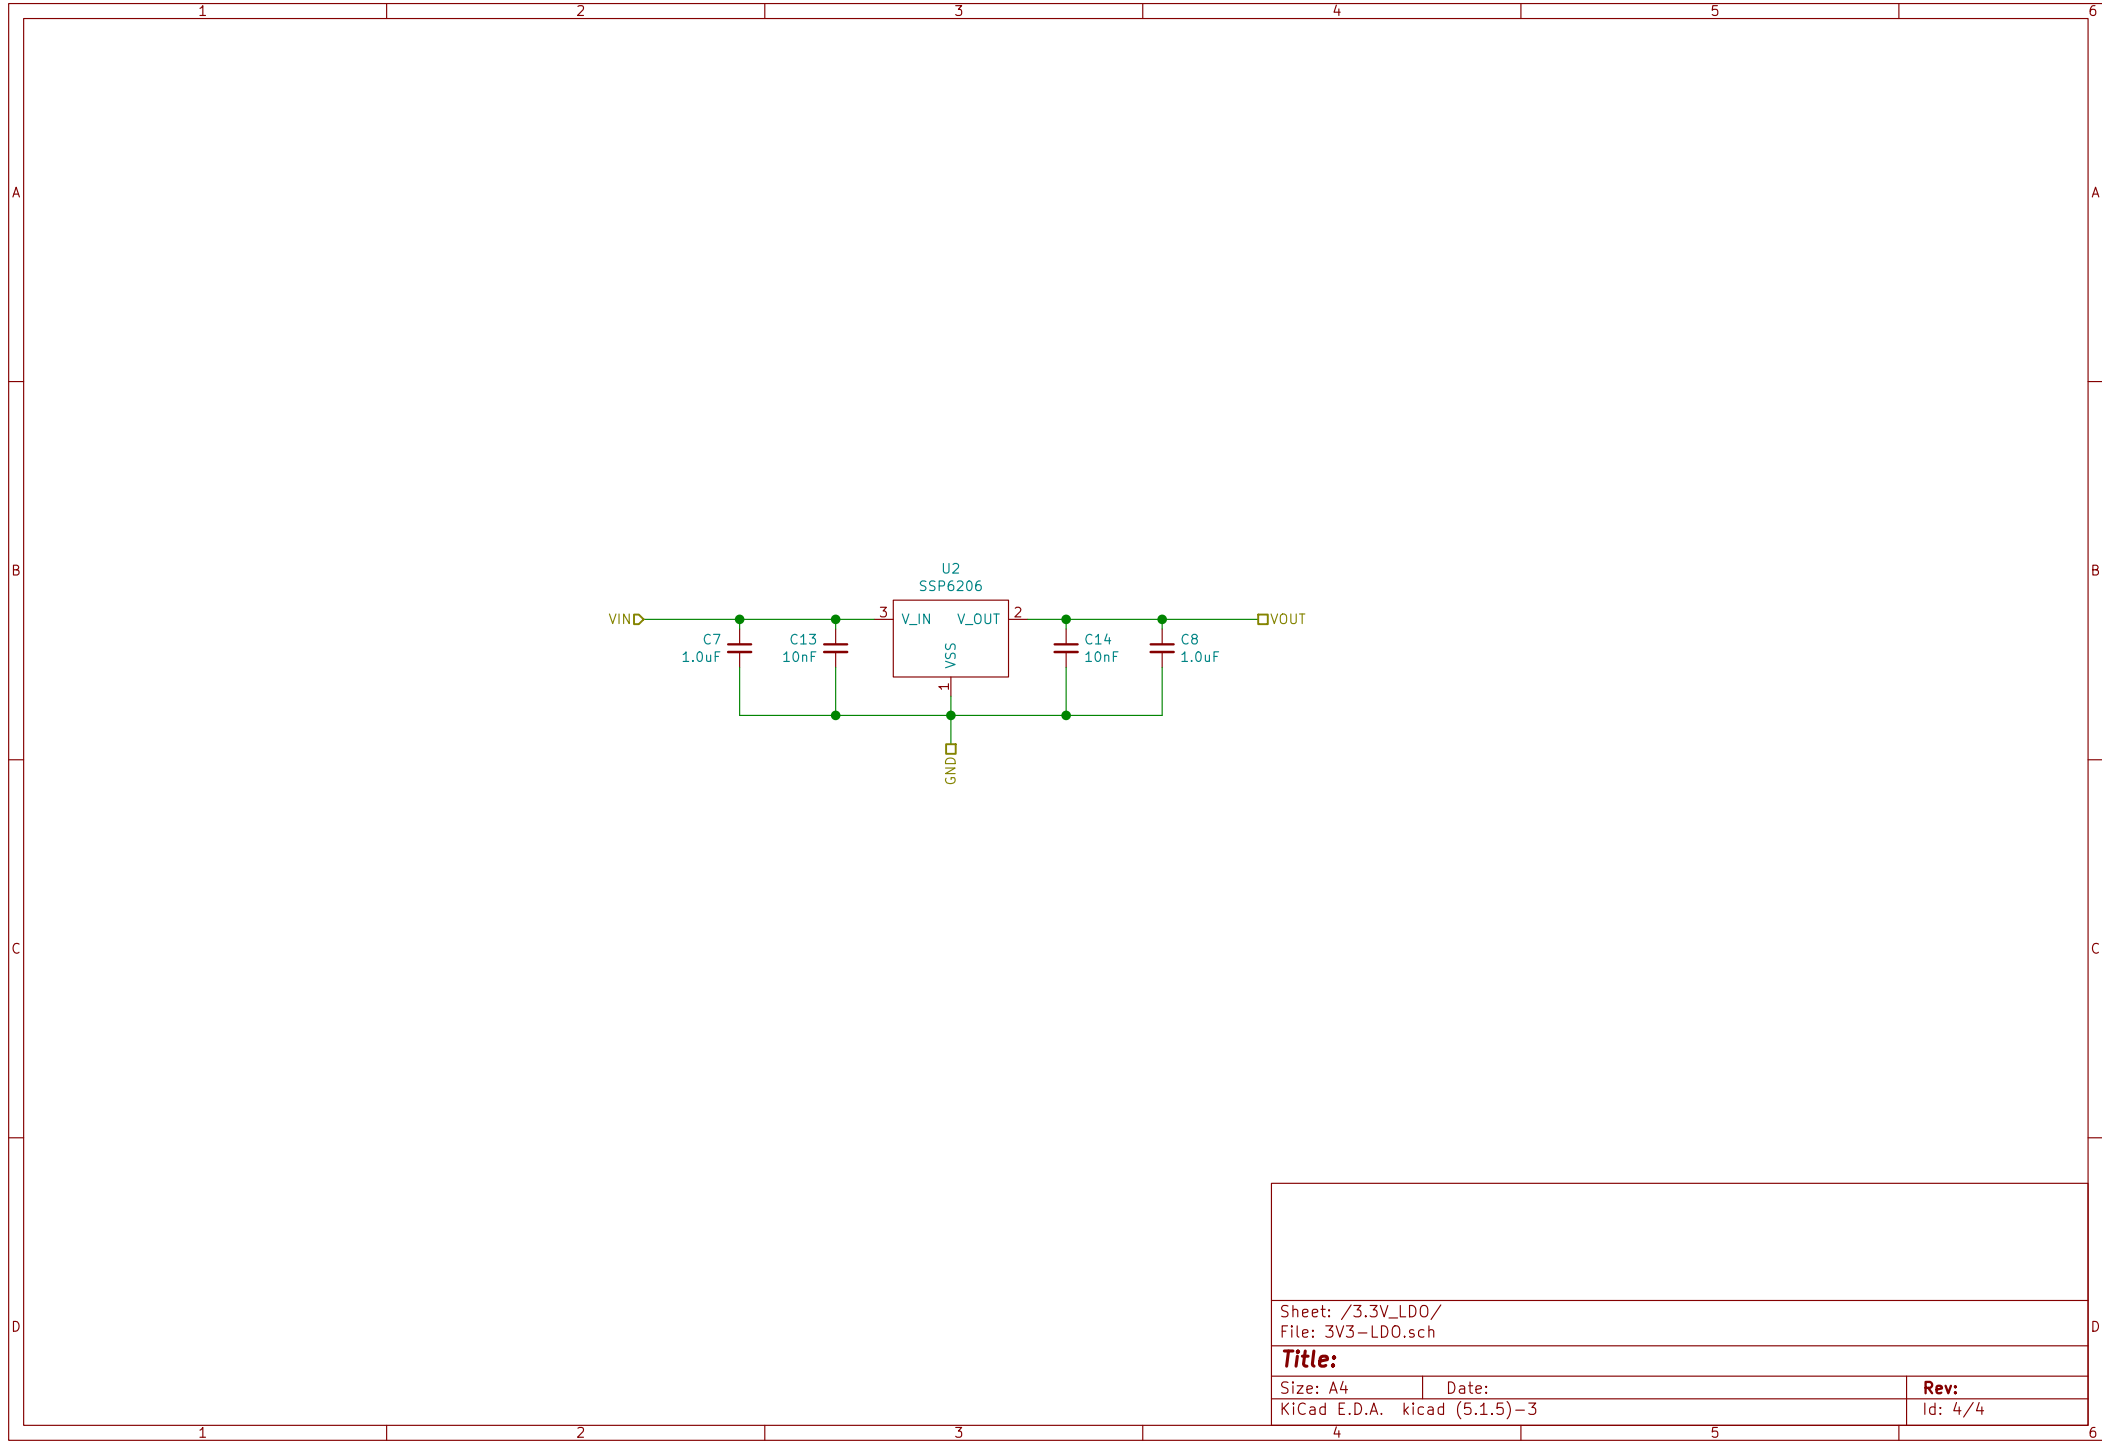 1 2 3 4 5 6
A A
B B
C C
D D
U2
SSP6206
VIN 3 V_IN V_OUT 2 VOUT
C7 C13 C14 C8
1.0uF 10nF 10nF 1.0uF
VSS
1
GND
Sheet: /3.3V_LDO/
File: 3V3-LDO.sch
Title:
Size: A4 Date: Rev:
KiCad E.D.A. kicad (5.1.5)-3 Id: 4/4
1 2 3 4 5 6